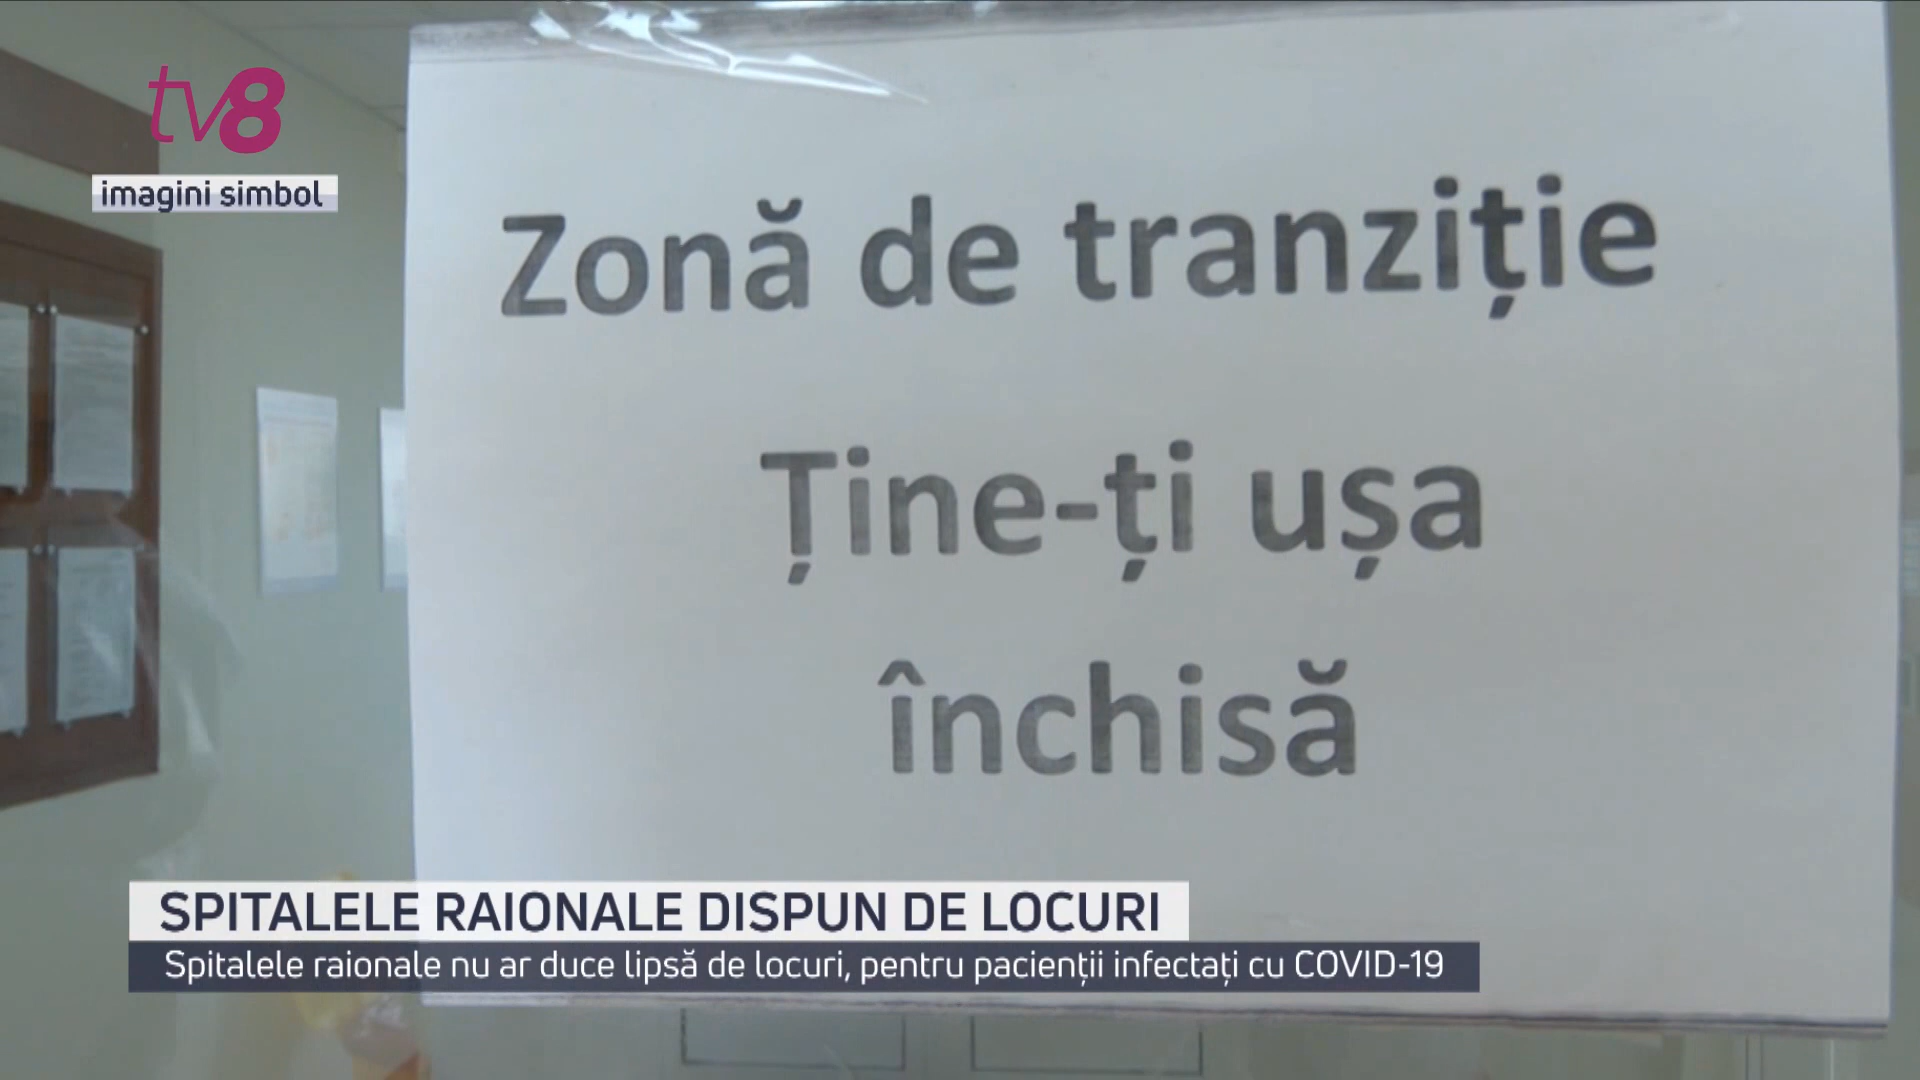 tv8
imagini simbol
Zonă de tranziție
Ține-ți ușa
închisă
SPITALELE RAIONALE DISPUN DE LOCURI
Spitalele raionale nu ar duce lipsă de locuri, pentru pacienții infectați cu COVID-19